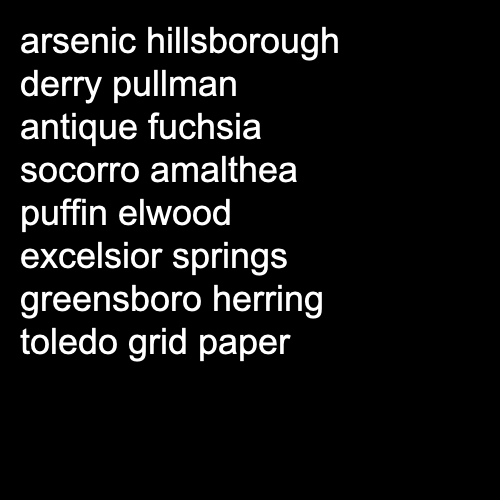 arsenic hillsborough
derry pullman
antique fuchsia
socorro amalthea
puffin elwood
excelsior springs
greensboro herring
toledo grid paper